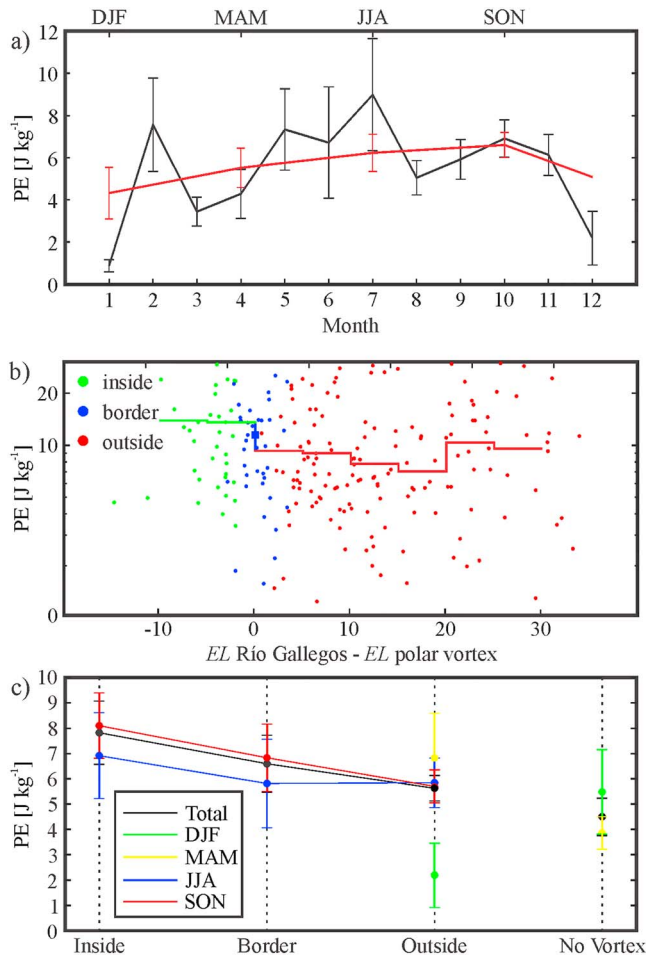 DJF MAM JJA SON
a)
12
10
8
6
4
2
0
PE [J kg-1]
1 2 3 4 5 6 7 8 9 10 11 12
Month
b)
inside
border
outside
20
10
0
PE [J kg-1]
-10 0 10 20 30
EL Río Gallegos - EL polar vortex
c)
10
9
8
7
6
5
4
3
2
1
0
PE [J kg-1]
Total
DJF
MAM
JJA
SON
Inside Border Outside No Vortex